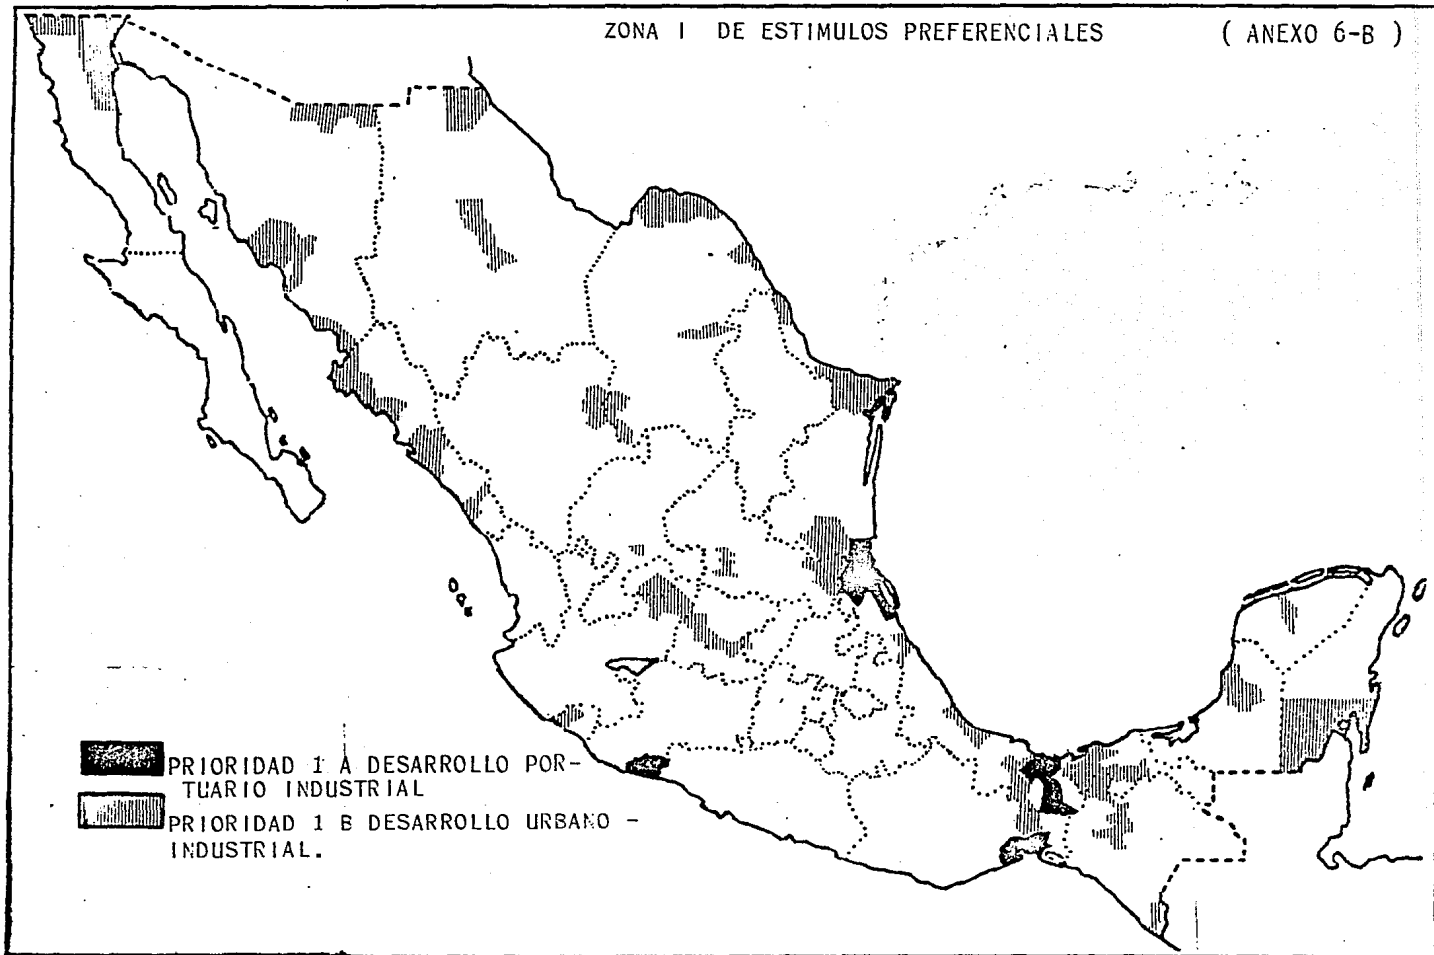 ZONA I DE ESTIMULOS PREFERENCIALES ( ANEXO 6-B )
PRIORIDAD 1 A DESARROLLO POR-
TUARIO INDUSTRIAL
PRIORIDAD 1 B DESARROLLO URBANO -
INDUSTRIAL.